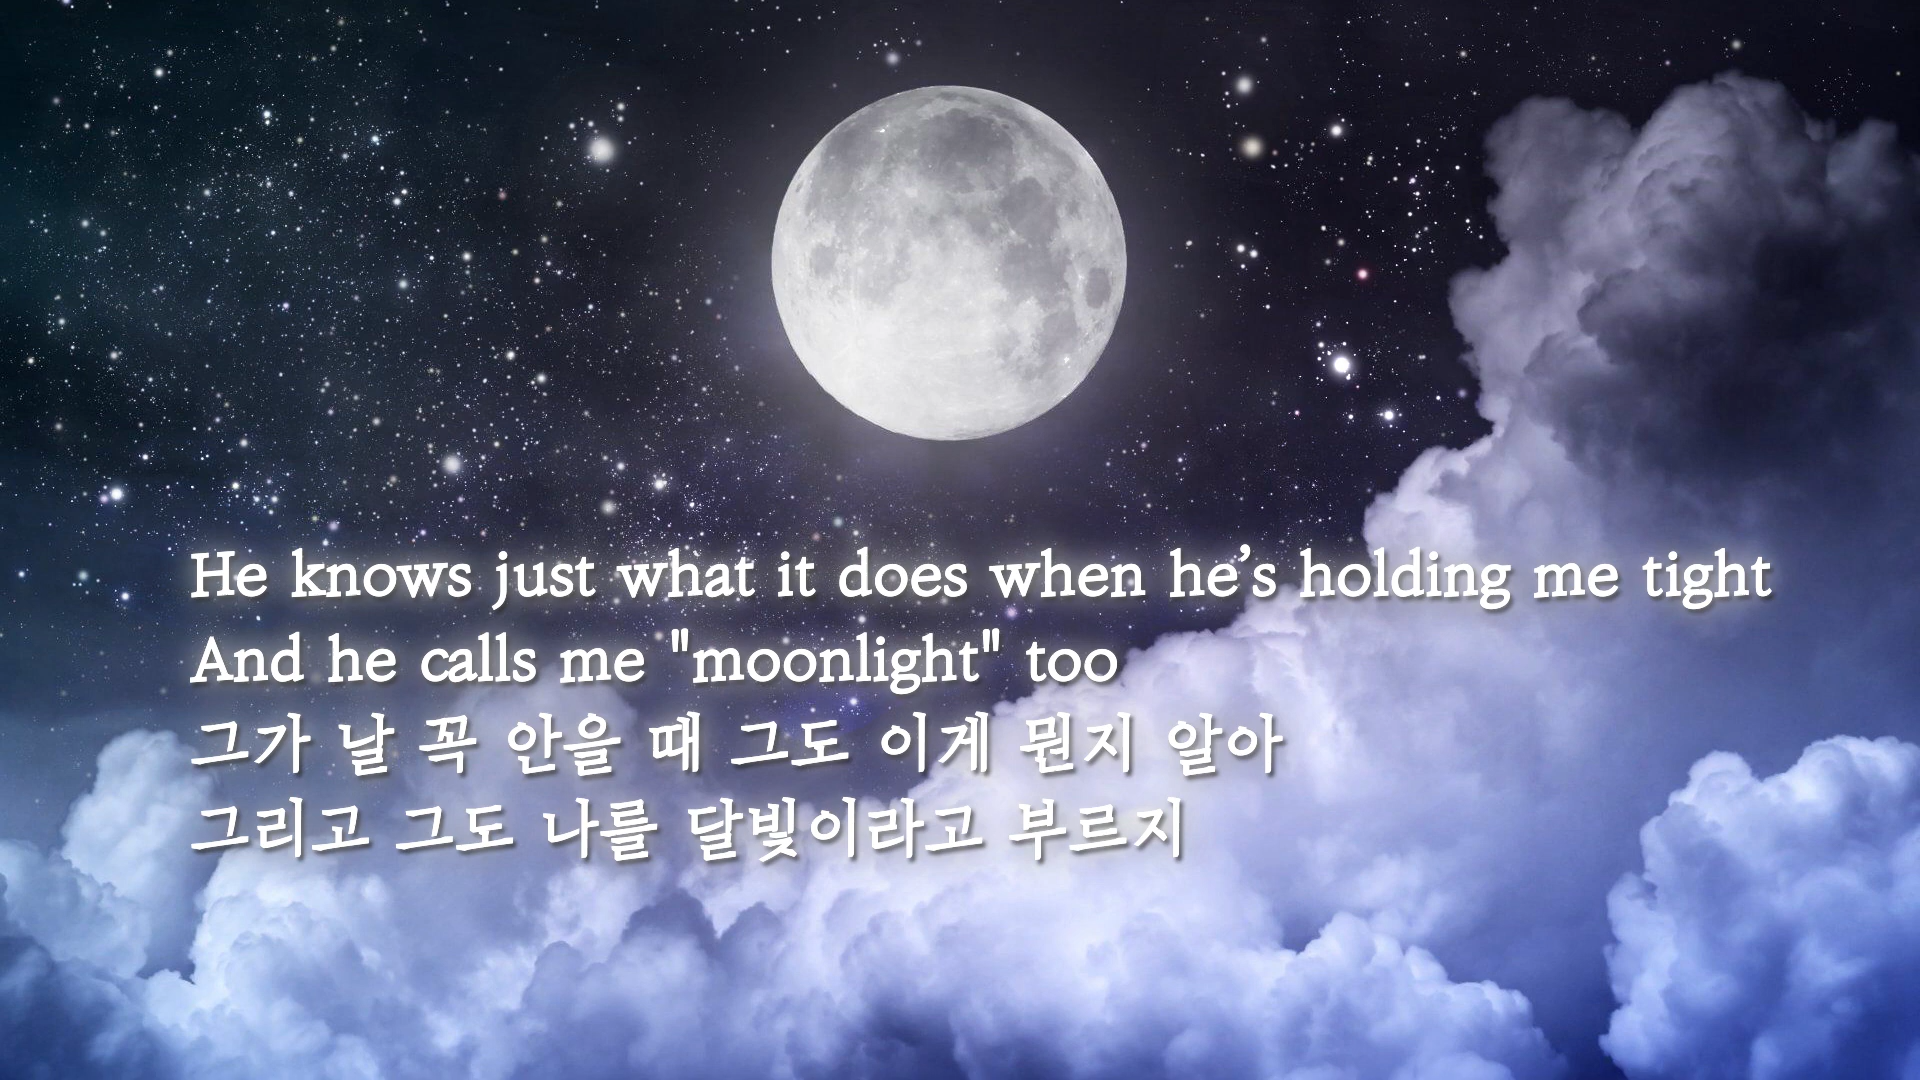 He knows just what it does when he’s holding me tight
And he calls me "moonlight" too
그가 날 꼭 안을 때 그도 이게 뭔지 알아
그리고 그도 나를 달빛이라고 부르지